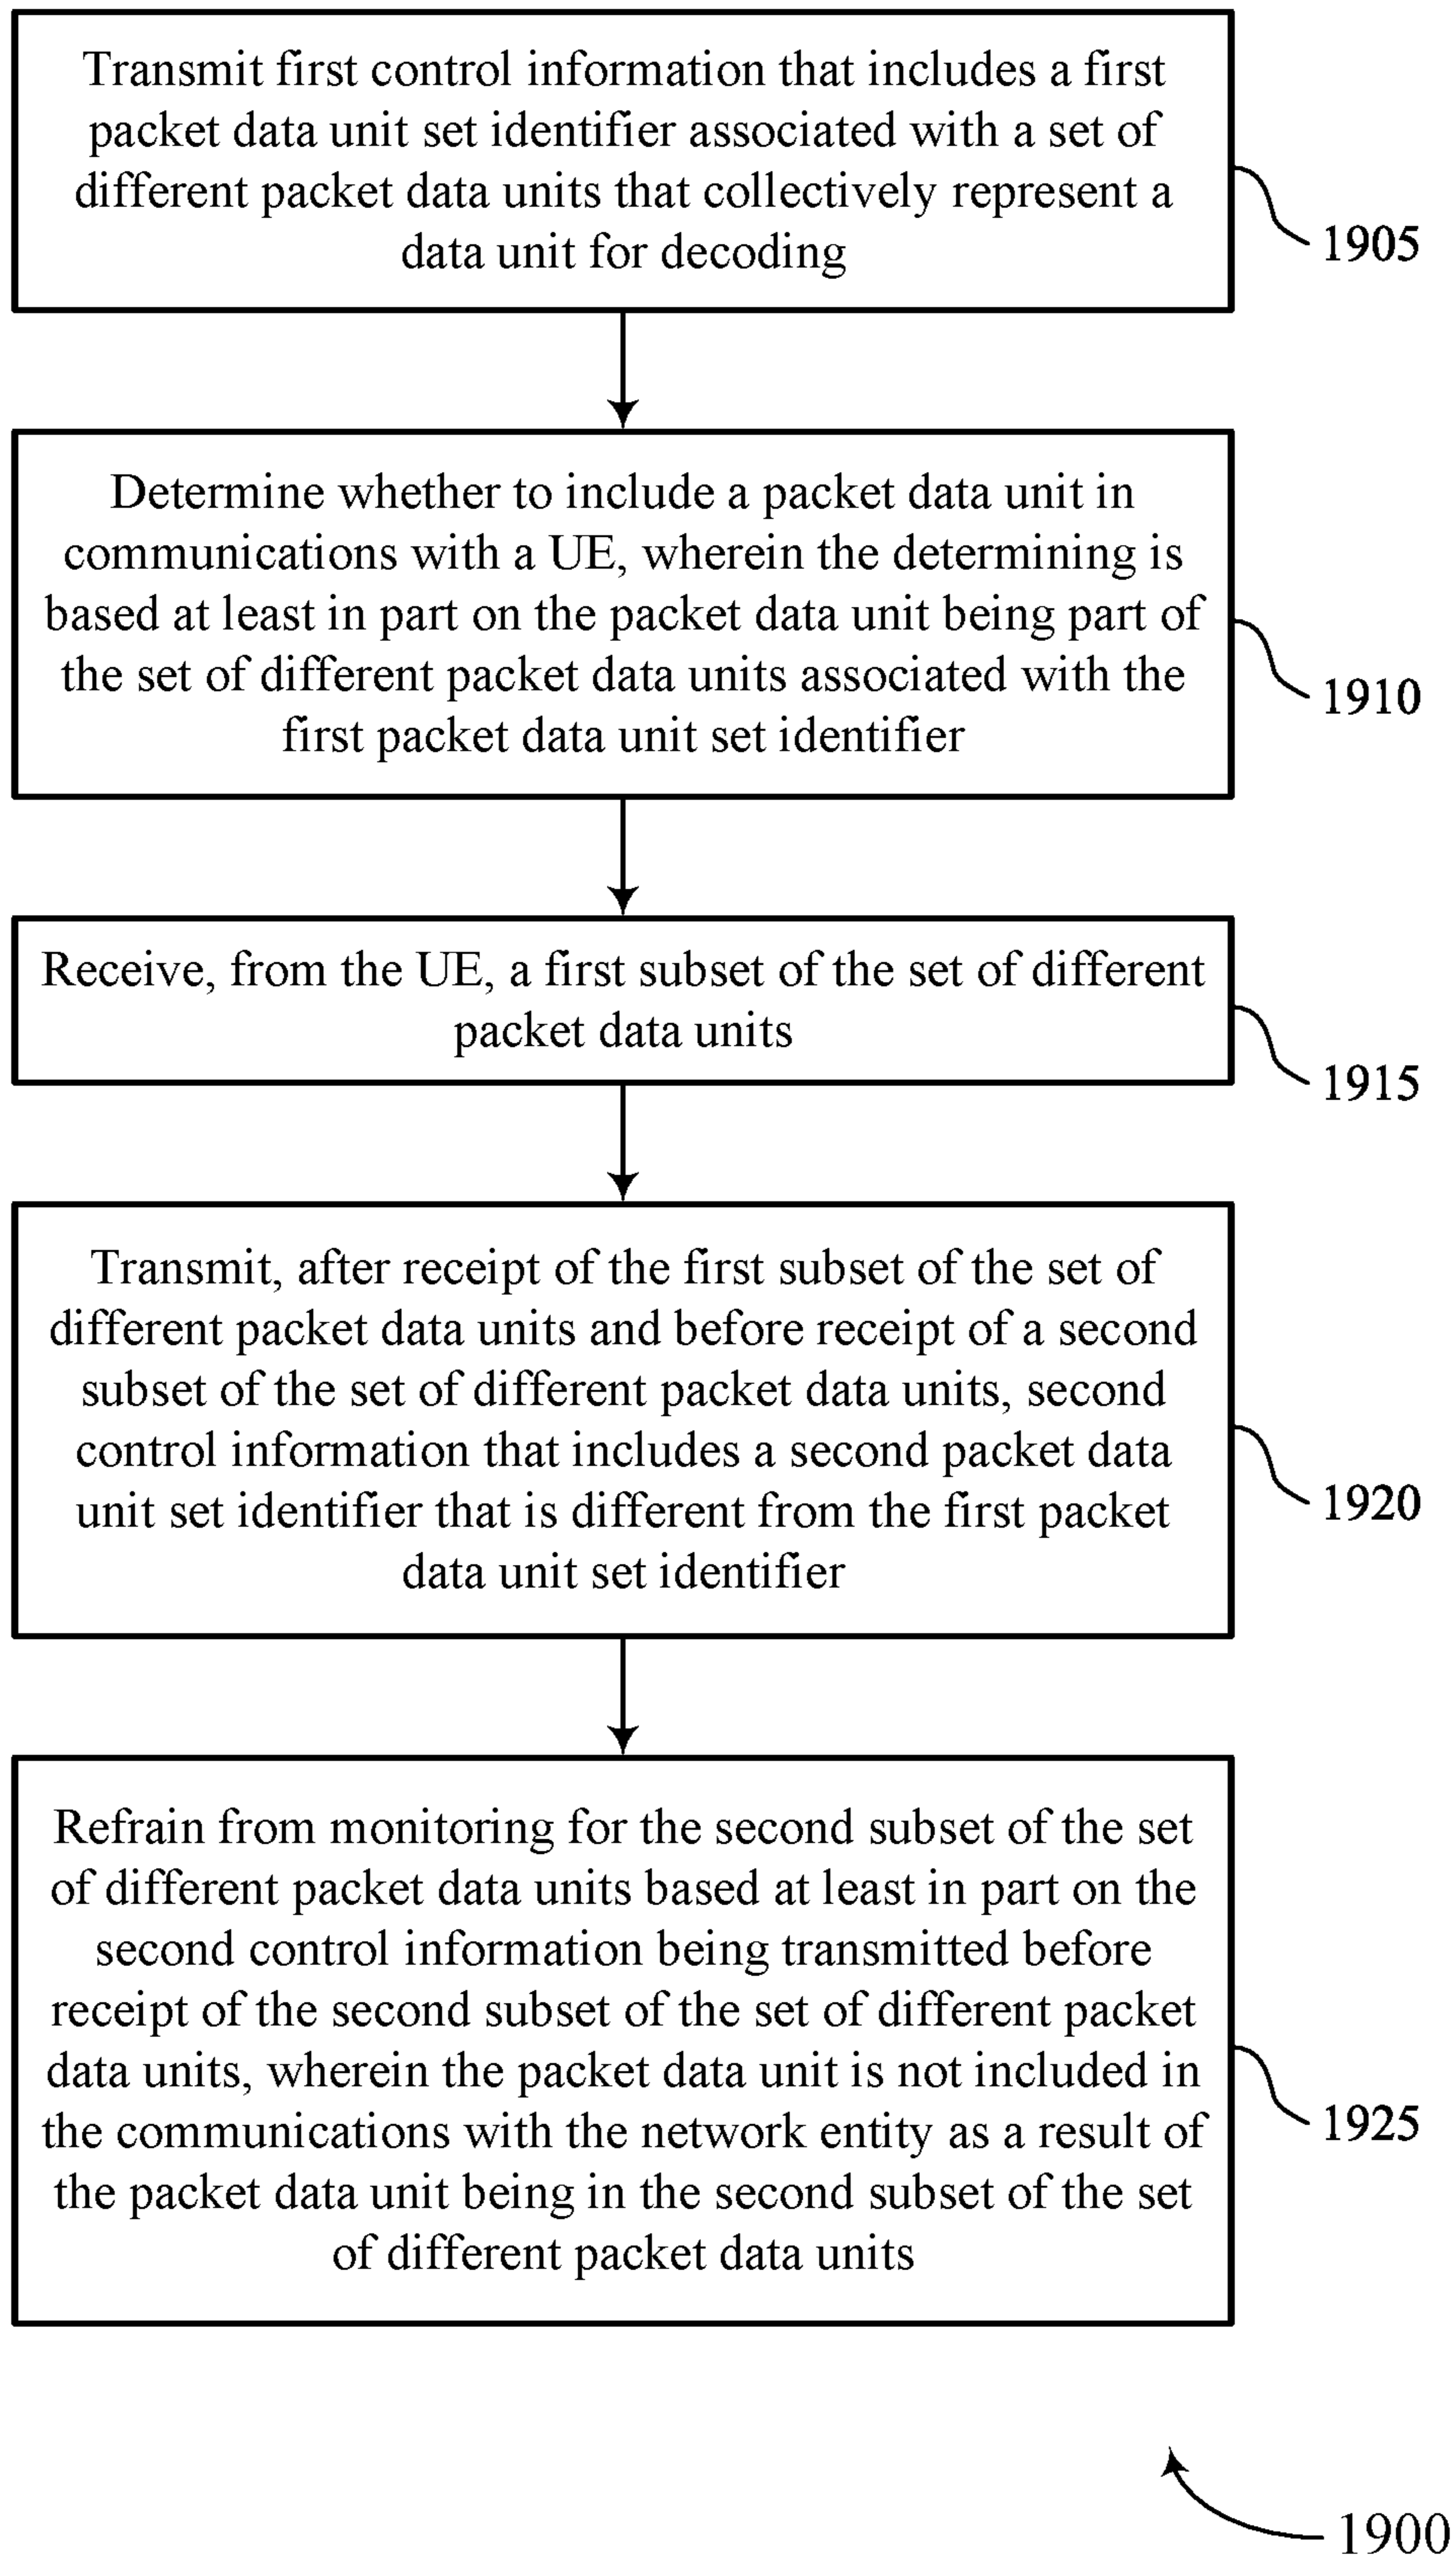 Transmit first control information that includes a first
packet data unit set identifier associated with a set of
different packet data units that collectively represent a
data unit for decoding
1905
Determine whether to include a packet data unit in
communications with a UE, wherein the determining is
based at least in part on the packet data unit being part of
the set of different packet data units associated with the
first packet data unit set identifier
1910
Receive, from the UE, a first subset of the set of different
packet data units
1915
Transmit, after receipt of the first subset of the set of
different packet data units and before receipt of a second
subset of the set of different packet data units, second
control information that includes a second packet data
unit set identifier that is different from the first packet
data unit set identifier
1920
Refrain from monitoring for the second subset of the set
of different packet data units based at least in part on the
second control information being transmitted before
receipt of the second subset of the set of different packet
data units, wherein the packet data unit is not included in
the communications with the network entity as a result of
the packet data unit being in the second subset of the set
of different packet data units
1925
1900